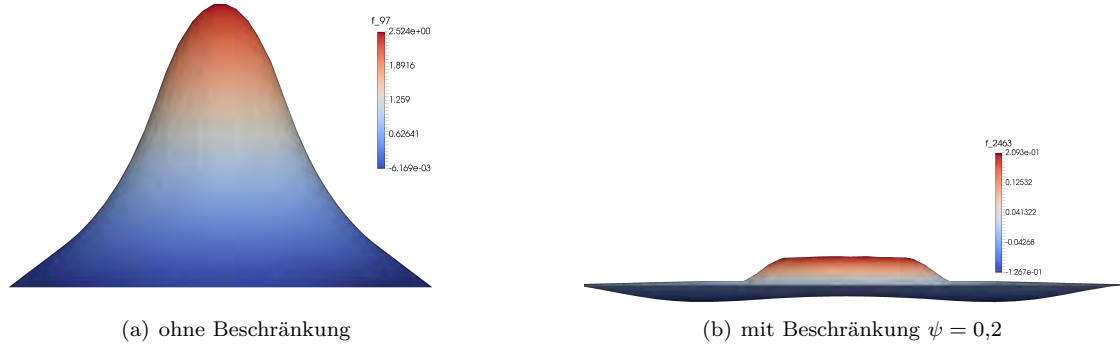 f_97
2.524e+00
1.8916
1.259
0.62641
-6.169e-03
f_2463
2.093e-01
0.12532
0.041322
-0.04268
-1.267e-01
(a) ohne Beschränkung
(b) mit Beschränkung ψ = 0,2